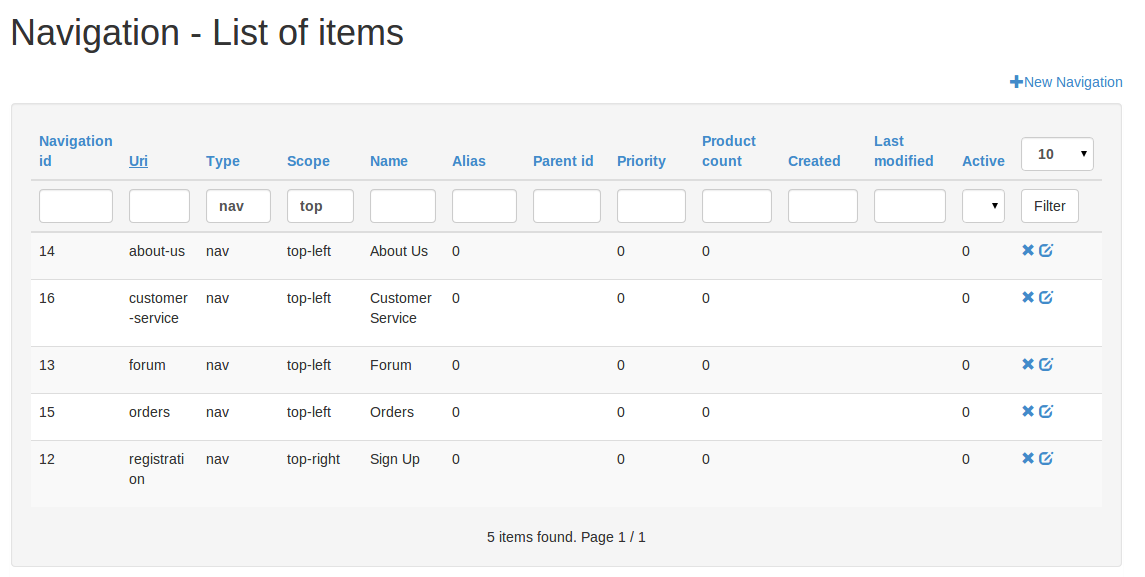 Navigation - List of items
New Navigation
Navigation id Uri Type Scope Name Alias Parent id Priority Product count Created Last modified Active 10
nav top Filter
14 about-us nav top-left About Us 0 0 0 0
16 customer-service nav top-left Customer Service 0 0 0 0
13 forum nav top-left Forum 0 0 0 0
15 orders nav top-left Orders 0 0 0 0
12 registration nav top-right Sign Up 0 0 0 0
5 items found. Page 1 / 1